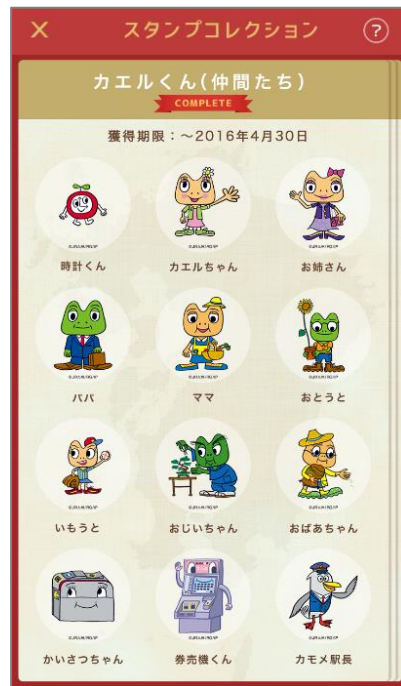 × スタンプコレクション ?
カエルくん(仲間たち)
COMPLETE
獲得期限：〜2016年4月30日
時計くん カエルちゃん お姉さん
パパ ママ おとうと
いもうと おじいちゃん おばあちゃん
かいさつちゃん 券売機くん カモメ駅長